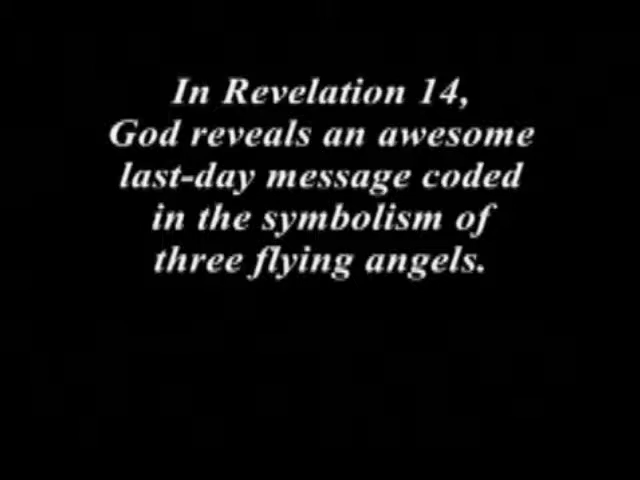 In Revelation 14,
God reveals an awesome
last-day message coded
in the symbolism of
three flying angels.